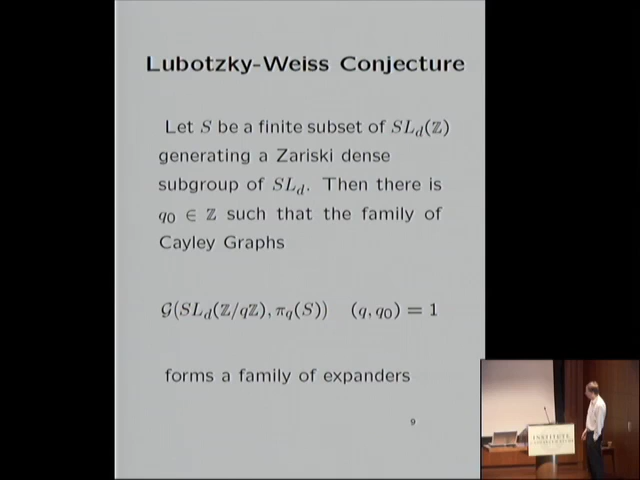 Lubotzky-Weiss Conjecture
Let S be a finite subset of SL_d(ℤ)
generating a Zariski dense
subgroup of SL_d. Then there is
q_0 ∈ ℤ such that the family of
Cayley Graphs
𝒢(SL_d(ℤ/qℤ), π_q(S)) (q, q_0) = 1
forms a family of expanders
9
INSTITUTE